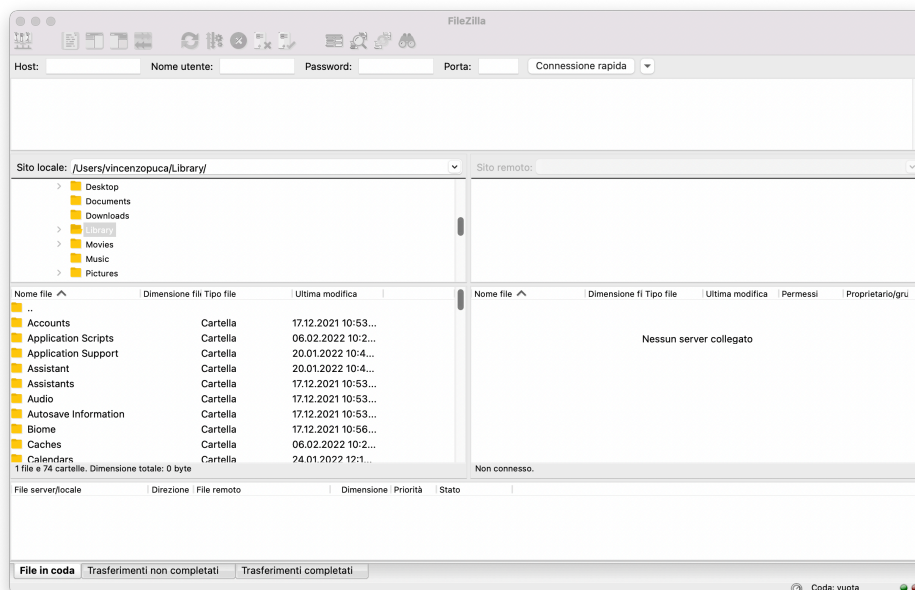 FileZilla
Host: Nome utente: Password: Porta: Connessione rapida
Sito locale: /Users/vincenzopuca/Library/ Sito remoto:
Desktop
Documents
Downloads
Library
Movies
Music
Pictures
Nome file Dimensione file Tipo file Ultima modifica
..
Accounts Cartella 17.12.2021 10:53...
Application Scripts Cartella 06.02.2022 10:2...
Application Support Cartella 20.01.2022 10:4...
Assistant Cartella 20.01.2022 10:4...
Assistants Cartella 17.12.2021 10:53...
Audio Cartella 17.12.2021 10:53...
Autosave Information Cartella 17.12.2021 10:53...
Biome Cartella 17.12.2021 10:56...
Caches Cartella 06.02.2022 10:2...
Calendars Cartella 24.01.2022 12:1...
1 file e 74 cartelle. Dimensione totale: 0 byte
Nome file Dimensione fi Tipo file Ultima modifica Permessi Proprietario/gru
Nessun server collegato
Non connesso.
File server/locale Direzione File remoto Dimensione Priorità Stato
File in coda Trasferimenti non completati Trasferimenti completati
Coda: vuota